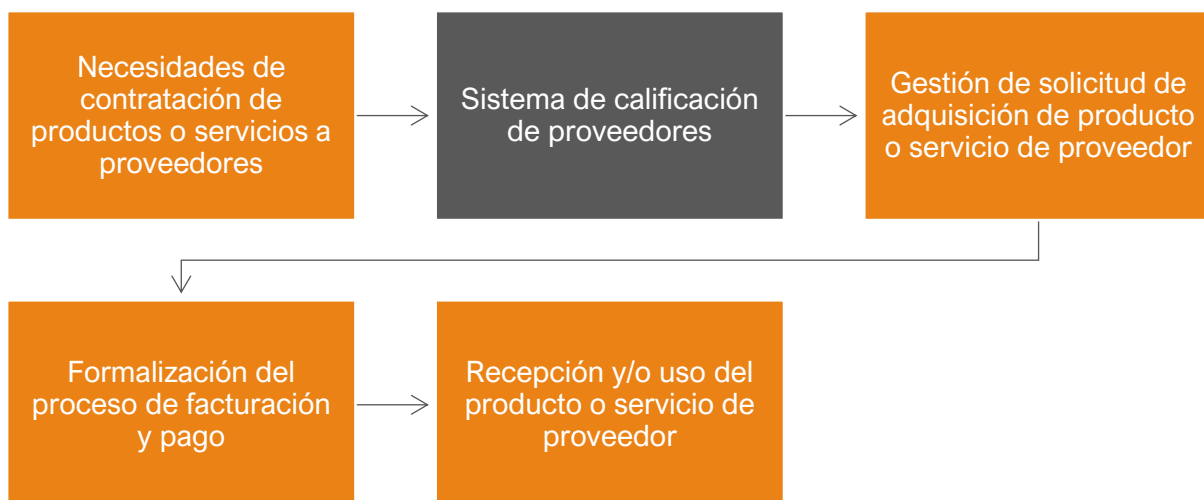 Necesidades de
contratación de
productos o servicios a
proveedores
Sistema de calificación
de proveedores
Gestión de solicitud de
adquisición de producto
o servicio de proveedor
Formalización del
proceso de facturación
y pago
Recepción y/o uso del
producto o servicio de
proveedor